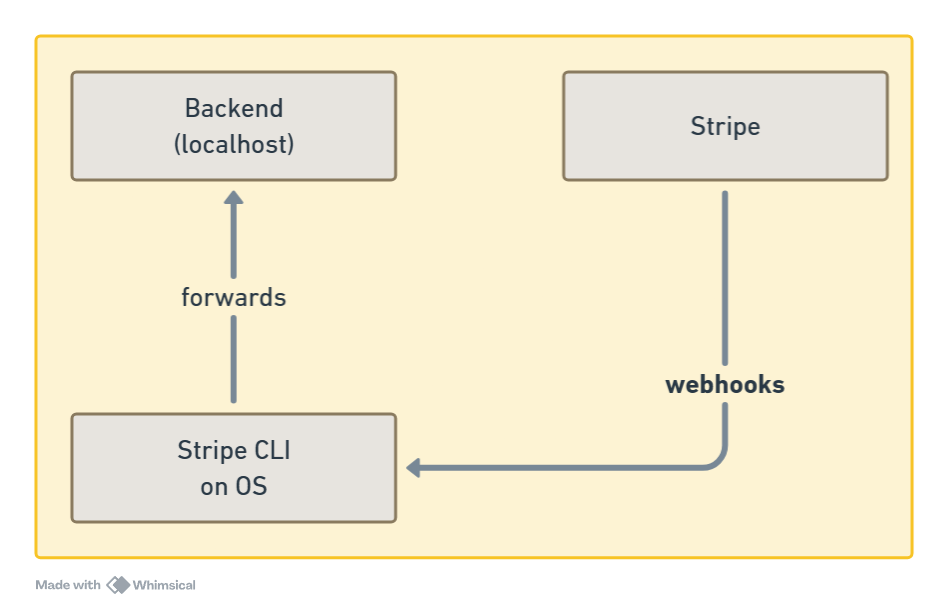 Backend
(localhost)
Stripe
forwards
webhooks
Stripe CLI
on OS
Made with Whimsical